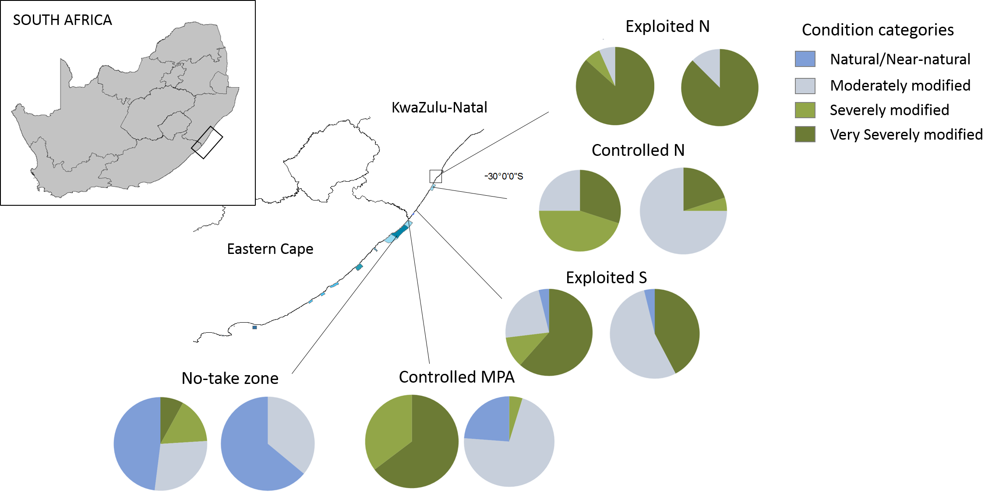 SOUTH AFRICA
Exploited N
Condition categories
Natural/Near-natural
Moderately modified
Severely modified
Very Severely modified
KwaZulu-Natal
Controlled N
-30°0'0"S
Eastern Cape
Exploited S
No-take zone
Controlled MPA